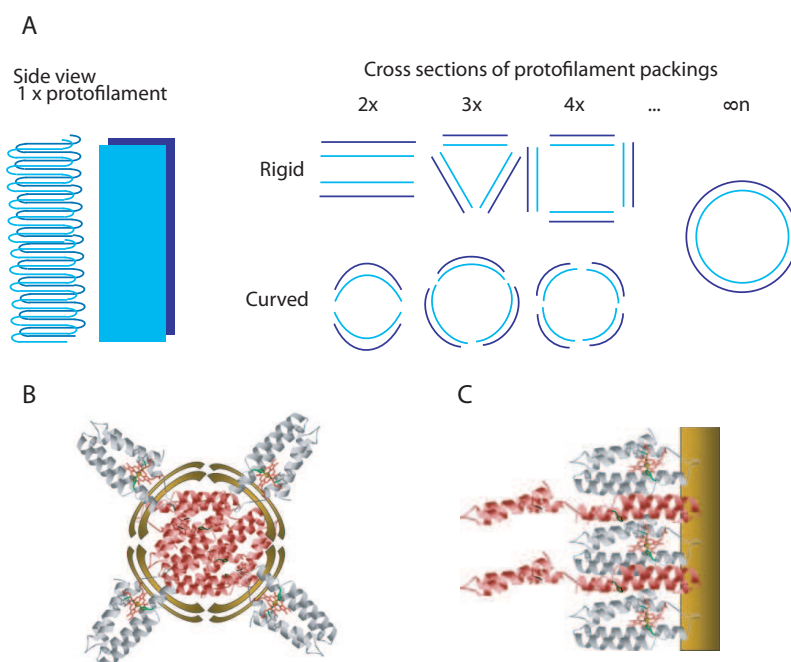 A
Side view
1 x protofilament
Cross sections of protofilament packings
2x 3x 4x ... ∞n
Rigid
Curved
B
C